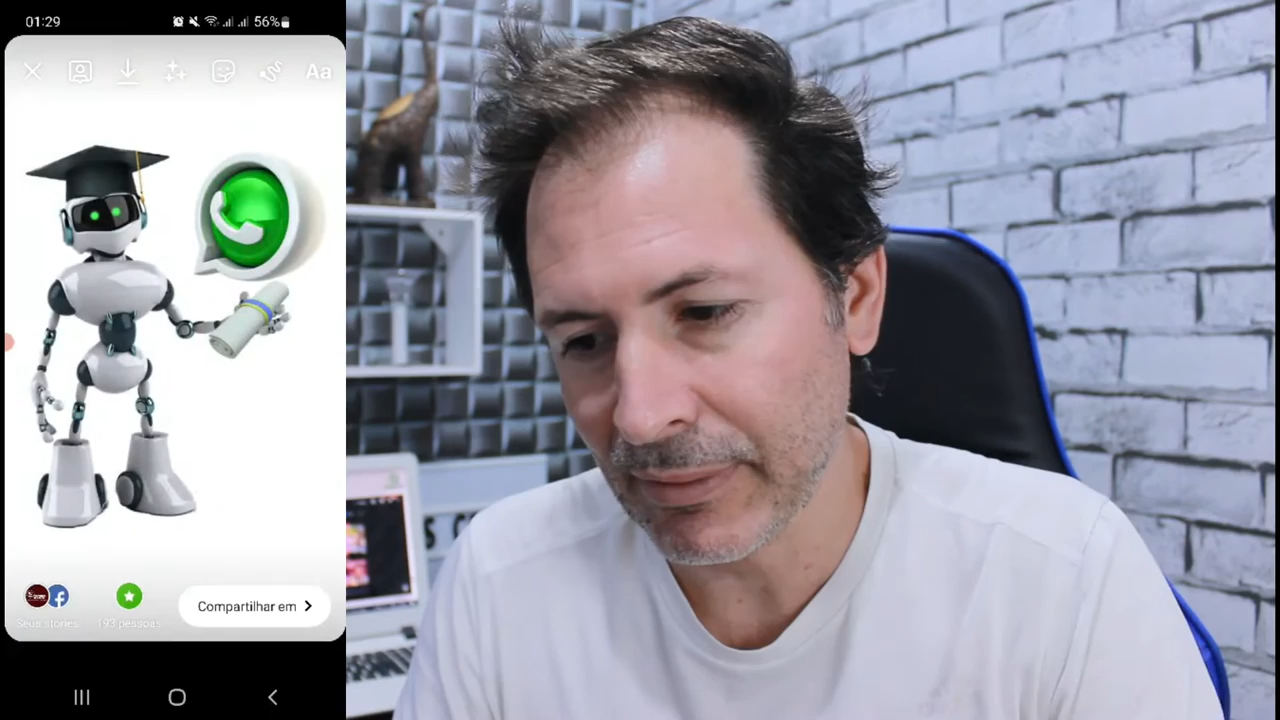 01:29
56%
Aa
Seus stories
193 pessoas
Compartilhar em